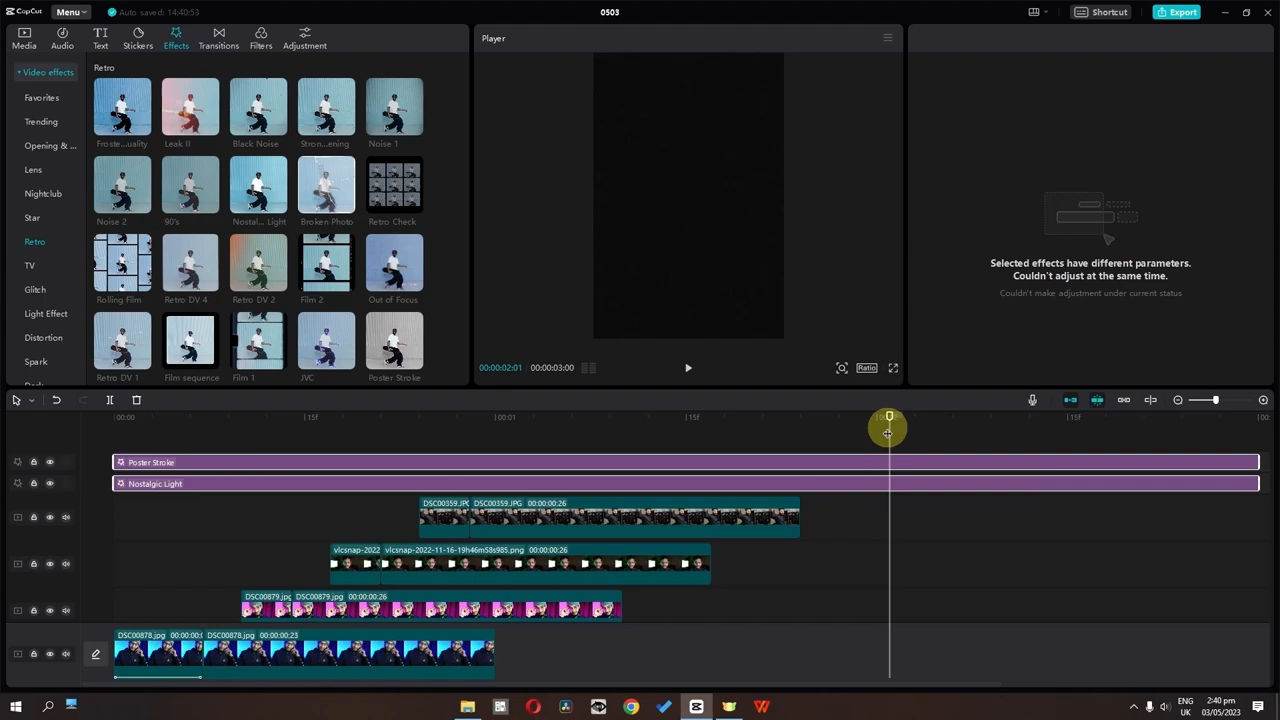 CapCut
Menu
Auto saved: 14:40:53
0503
Shortcut
Export
Media
Audio
Text
Stickers
Effects
Transitions
Filters
Adjustment
Player
Video effects
Favorites
Trending
Opening & ...
Lens
Nightclub
Star
Retro
TV
Glitch
Light Effect
Distortion
Spark
Retro
Froste...uality
Leak II
Black Noise
Stron...ening
Noise 1
Noise 2
90's
Nostal... Light
Broken Photo
Retro Check
Rolling Film
Retro DV 4
Retro DV 2
Film 2
Out of Focus
Retro DV 1
Film sequence
Film 1
JVC
Poster Stroke
00:00:02:01
00:00:03:00
Ratio
Selected effects have different parameters.
Couldn't adjust at the same time.
Couldn't make adjustment under current status
00:00
15f
00:01
15f
15f
00:
Poster Stroke
Nostalgic Light
DSC00359.JPG
DSC00359.JPG 00:00:00:26
vlcsnap-2022
vlcsnap-2022-11-16-19h46m58s985.png 00:00:00:26
DSC00879.jpg
DSC00879.jpg 00:00:00:26
DSC00878.jpg 00:00:00:
DSC00878.jpg 00:00:00:23
ENG
UK
2:40 pm
03/05/2023